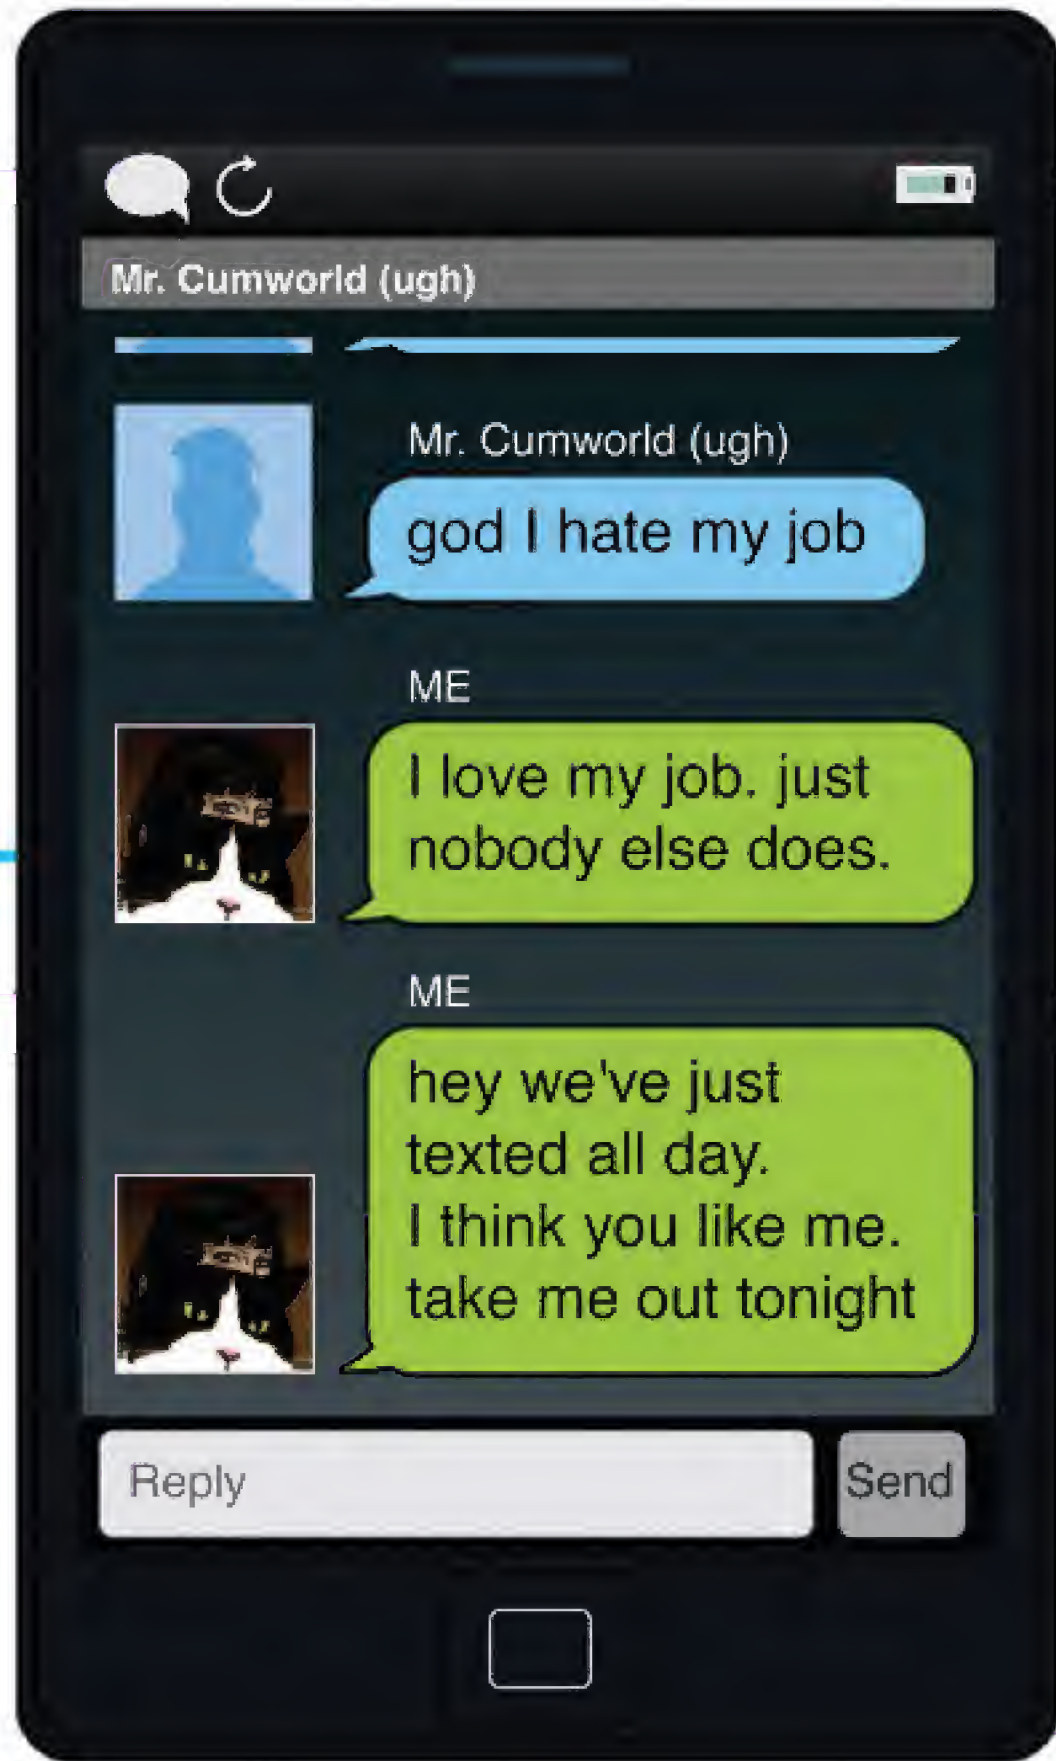 Mr. Cumworld (ugh)
Mr. Cumworld (ugh)
god I hate my job
ME
I love my job. just
nobody else does.
ME
hey we've just
texted all day.
I think you like me.
take me out tonight
Reply
Send